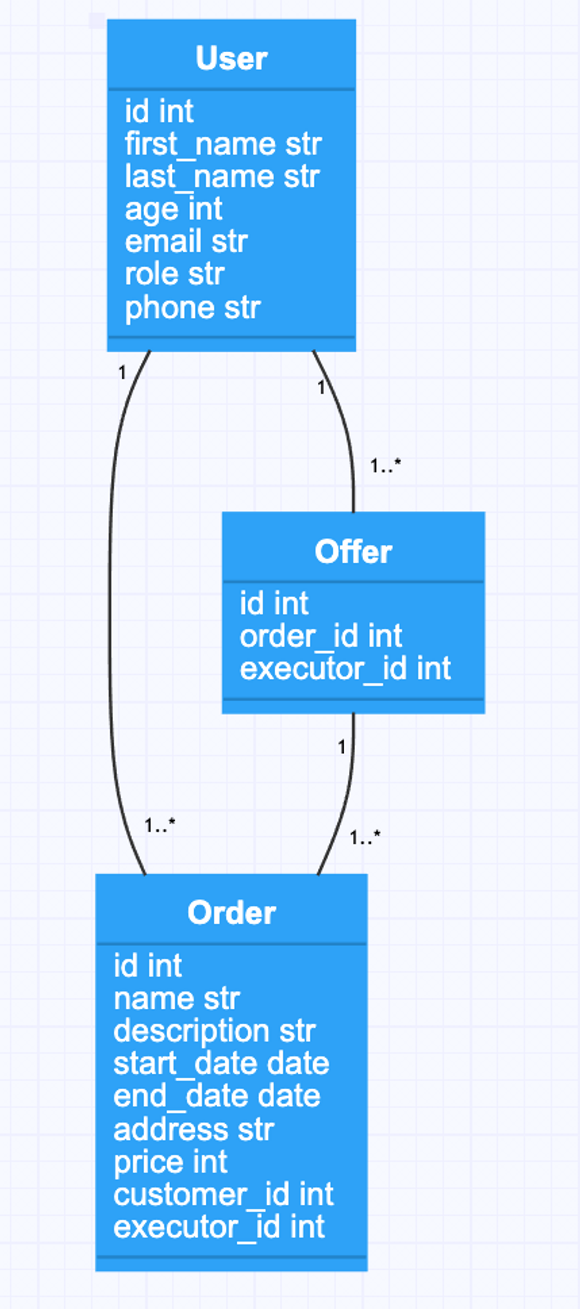 User
id int
first_name str
last_name str
age int
email str
role str
phone str
1
1
1..*
Offer
id int
order_id int
executor_id int
1
1..*
1..*
Order
id int
name str
description str
start_date date
end_date date
address str
price int
customer_id int
executor_id int